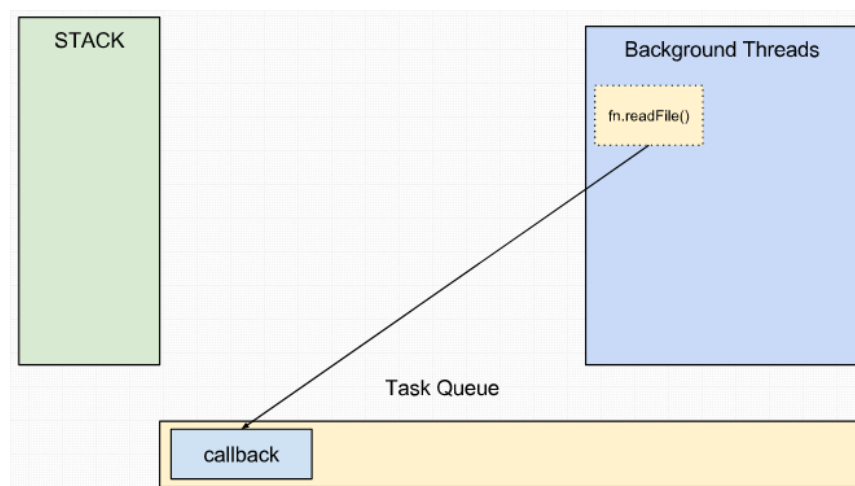 STACK
Background Threads
fn.readFile()
Task Queue
callback